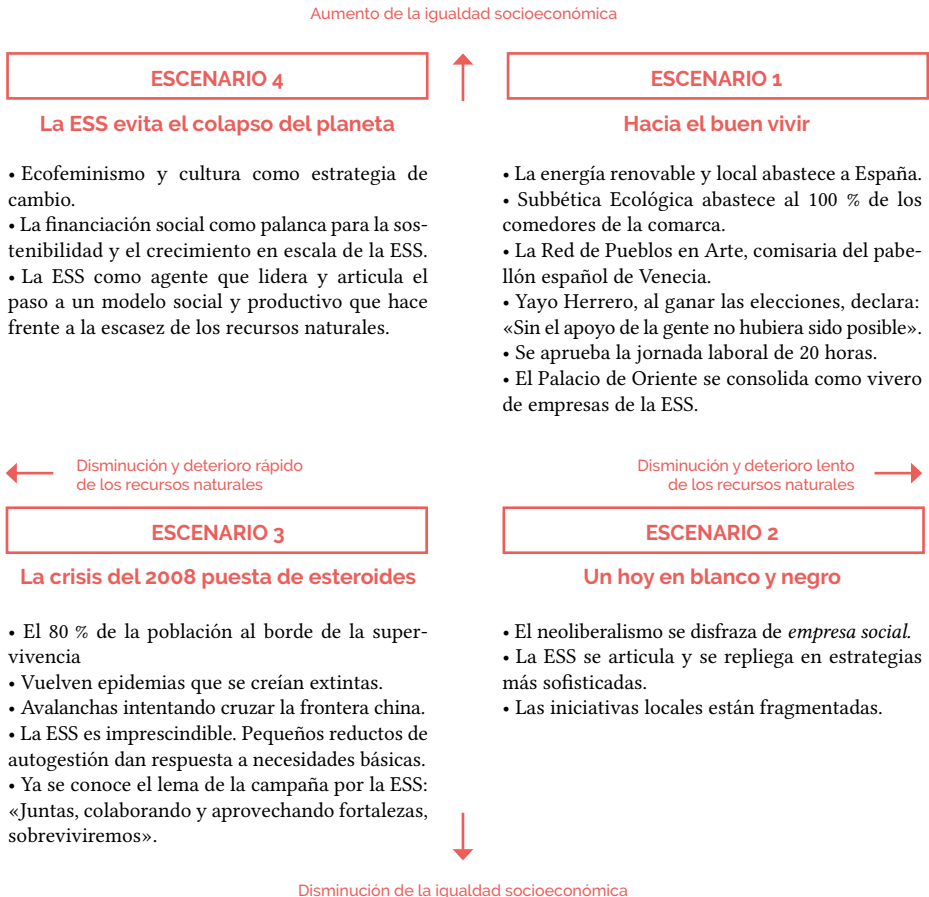 Aumento de la igualdad socioeconómica
ESCENARIO 4
La ESS evita el colapso del planeta
• Ecofeminismo y cultura como estrategia de
cambio.
• La financiación social como palanca para la sos-
tenibilidad y el crecimiento en escala de la ESS.
• La ESS como agente que lidera y articula el
paso a un modelo social y productivo que hace
frente a la escasez de los recursos naturales.
ESCENARIO 1
Hacia el buen vivir
• La energía renovable y local abastece a España.
• Subbética Ecológica abastece al 100 % de los
comedores de la comarca.
• La Red de Pueblos en Arte, comisaria del pabe-
llón español de Venecia.
• Yayo Herrero, al ganar las elecciones, declara:
«Sin el apoyo de la gente no hubiera sido posible».
• Se aprueba la jornada laboral de 20 horas.
• El Palacio de Oriente se consolida como vivero
de empresas de la ESS.
Disminución y deterioro rápido
de los recursos naturales
Disminución y deterioro lento
de los recursos naturales
ESCENARIO 3
La crisis del 2008 puesta de esteroides
• El 80 % de la población al borde de la super-
vivencia
• Vuelven epidemias que se creían extintas.
• Avalanchas intentando cruzar la frontera china.
• La ESS es imprescindible. Pequeños reductos de
autogestión dan respuesta a necesidades básicas.
• Ya se conoce el lema de la campaña por la ESS:
«Juntas, colaborando y aprovechando fortalezas,
sobreviviremos».
ESCENARIO 2
Un hoy en blanco y negro
• El neoliberalismo se disfraza de empresa social.
• La ESS se articula y se repliega en estrategias
más sofisticadas.
• Las iniciativas locales están fragmentadas.
Disminución de la igualdad socioeconómica